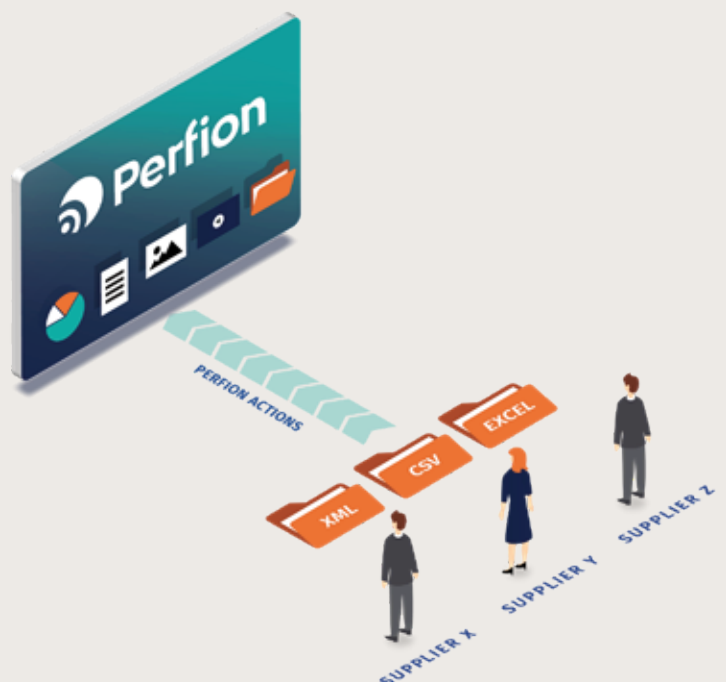 Perfion
PERFION ACTIONS
EXCEL
CSV
XML
SUPPLIER Z
SUPPLIER Y
SUPPLIER X